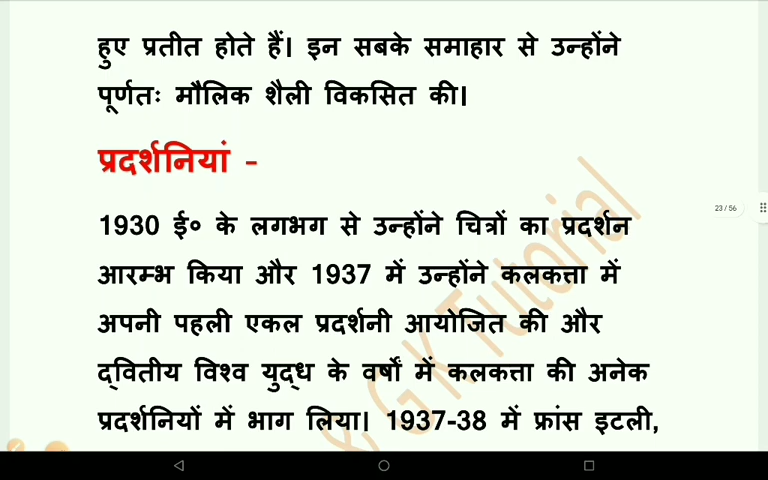 हुए प्रतीत होते हैं। इन सबके समाहार से उन्होंने
पूर्णतः मौलिक शैली विकसित की।
प्रदर्शनियां -
1930 ई० के लगभग से उन्होंने चित्रों का प्रदर्शन
आरम्भ किया और 1937 में उन्होंने कलकत्ता में
अपनी पहली एकल प्रदर्शनी आयोजित की और
द्वितीय विश्व युद्ध के वर्षों में कलकत्ता की अनेक
प्रदर्शनियों में भाग लिया। 1937-38 में फ्रांस इटली,
23 / 56
& G K Tutorial